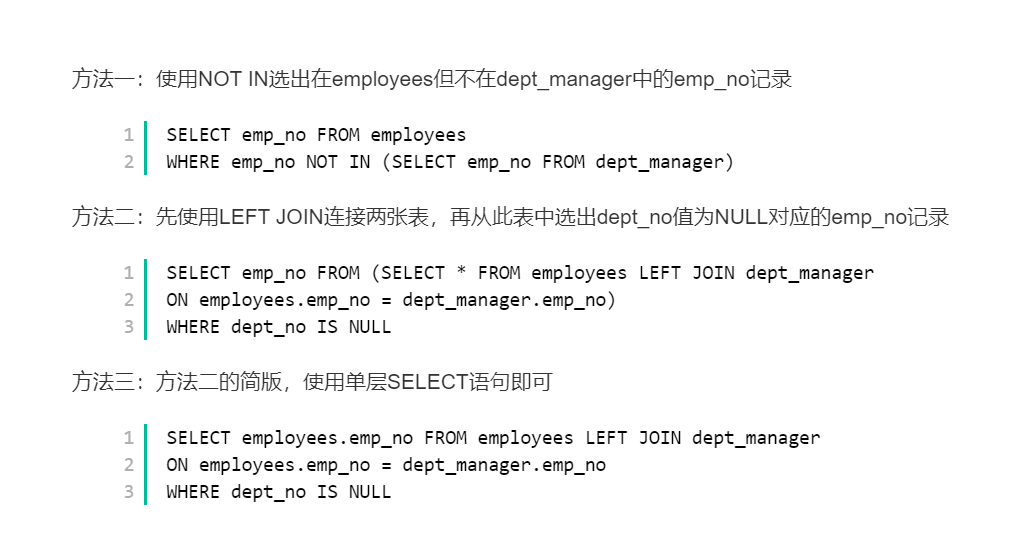 方法一：使用NOT IN选出在employees但不在dept_manager中的emp_no记录
1 SELECT emp_no FROM employees
2 WHERE emp_no NOT IN (SELECT emp_no FROM dept_manager)
方法二：先使用LEFT JOIN连接两张表，再从此表中选出dept_no值为NULL对应的emp_no记录
1 SELECT emp_no FROM (SELECT * FROM employees LEFT JOIN dept_manager
2 ON employees.emp_no = dept_manager.emp_no)
3 WHERE dept_no IS NULL
方法三：方法二的简版，使用单层SELECT语句即可
1 SELECT employees.emp_no FROM employees LEFT JOIN dept_manager
2 ON employees.emp_no = dept_manager.emp_no
3 WHERE dept_no IS NULL